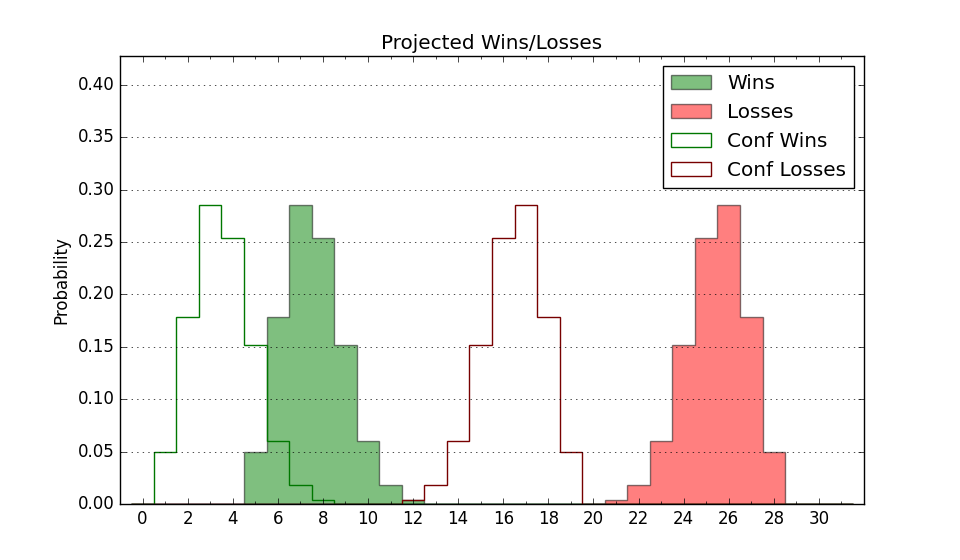 Projected Wins/Losses
0.40
0.35
0.30
0.25
0.20
0.15
0.10
0.05
0.00
Probability
Wins
Losses
Conf Wins
Conf Losses
0 2 4 6 8 10 12 14 16 18 20 22 24 26 28 30